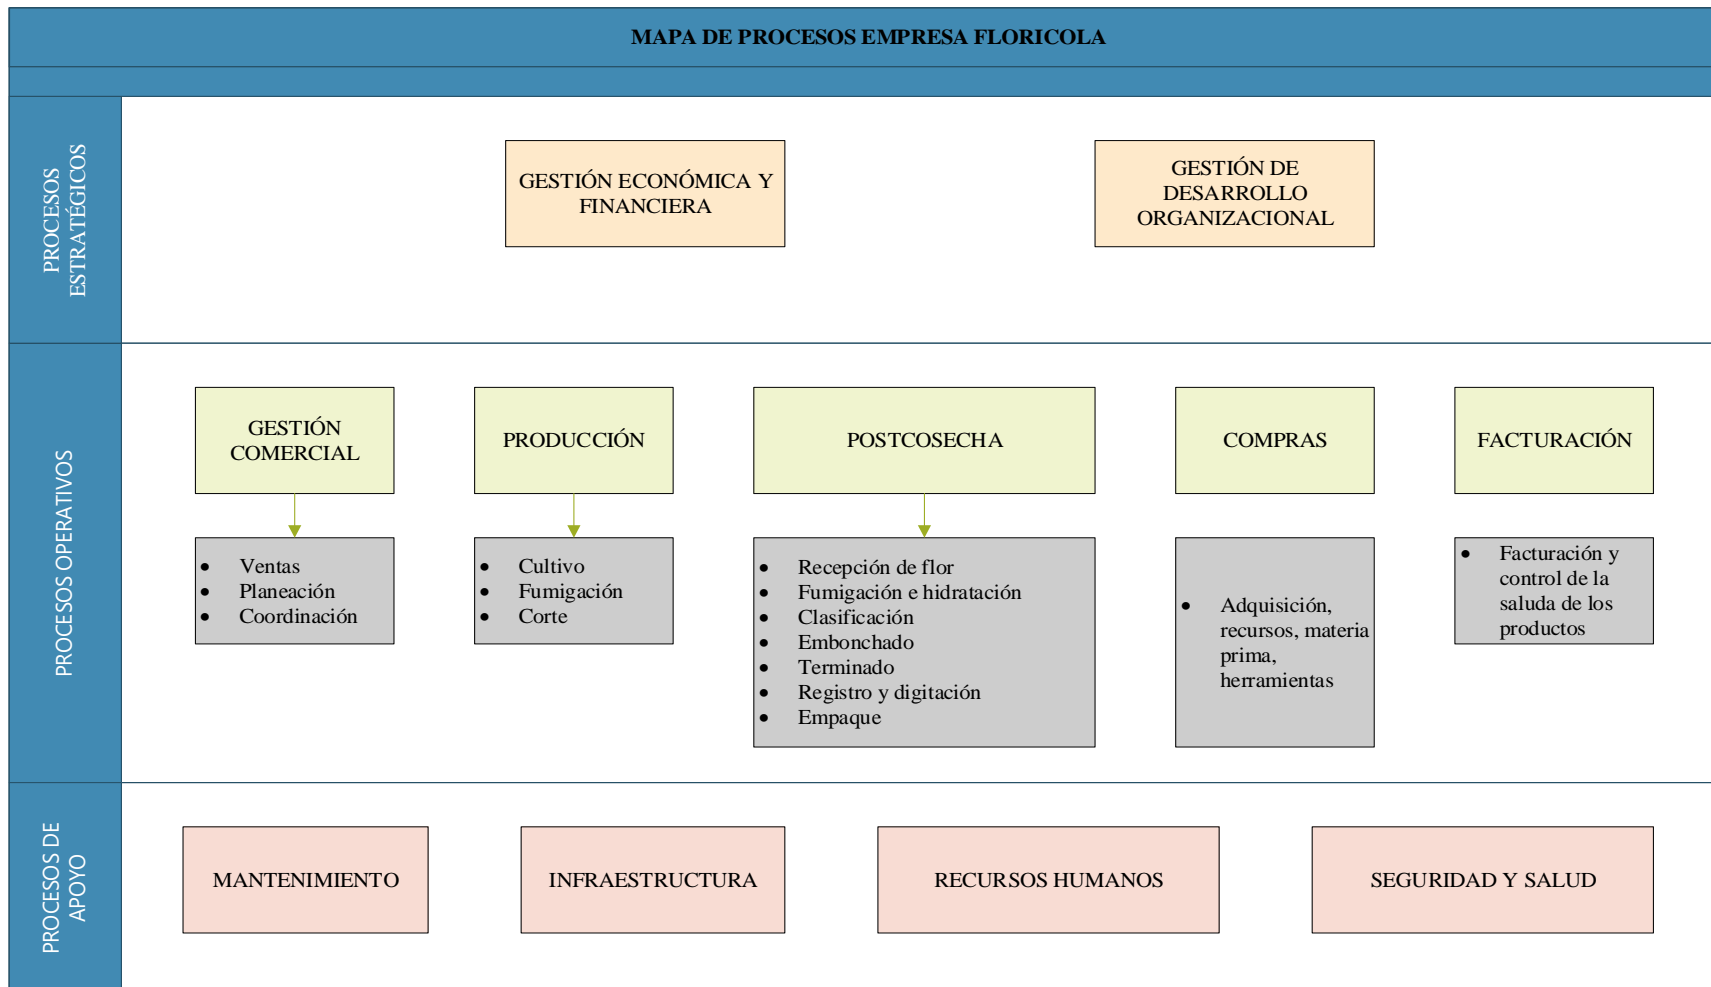 MAPA DE PROCESOS EMPRESA FLORICOLA
PROCESOS
ESTRATÉGICOS
GESTIÓN ECONÓMICA Y
FINANCIERA
GESTIÓN DE
DESARROLLO
ORGANIZACIONAL
PROCESOS OPERATIVOS
GESTIÓN
COMERCIAL
PRODUCCIÓN
POSTCOSECHA
COMPRAS
FACTURACIÓN
• Ventas
• Planeación
• Coordinación
• Cultivo
• Fumigación
• Corte
• Recepción de flor
• Fumigación e hidratación
• Clasificación
• Embonchado
• Terminado
• Registro y digitación
• Empaque
• Adquisición,
recursos, materia
prima,
herramientas
• Facturación y
control de la
saluda de los
productos
PROCESOS DE
APOYO
MANTENIMIENTO
INFRAESTRUCTURA
RECURSOS HUMANOS
SEGURIDAD Y SALUD